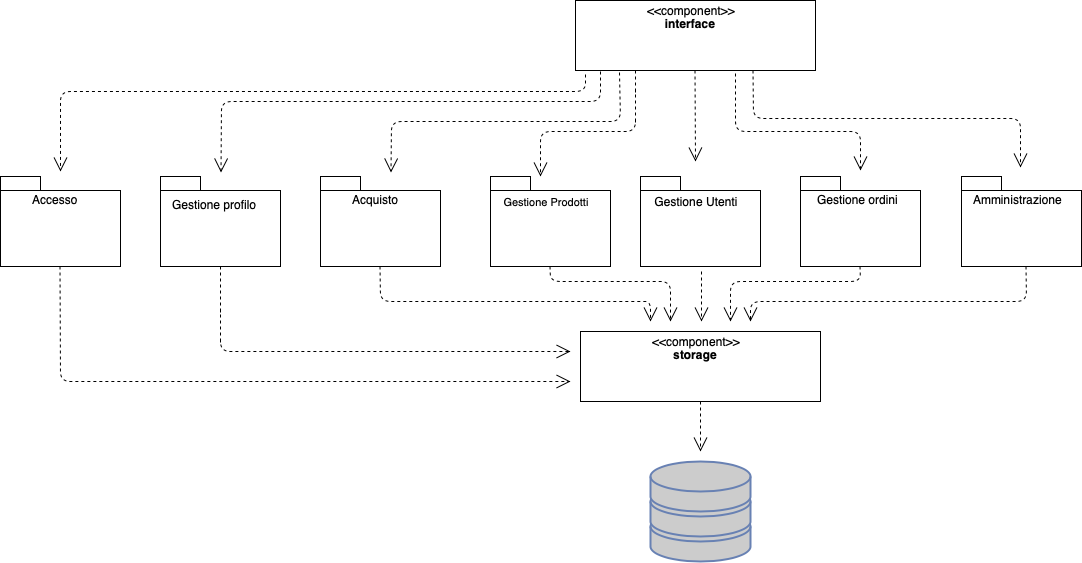 <<component>>
interface
Accesso
Gestione profilo
Acquisto
Gestione Prodotti
Gestione Utenti
Gestione ordini
Amministrazione
<<component>>
storage